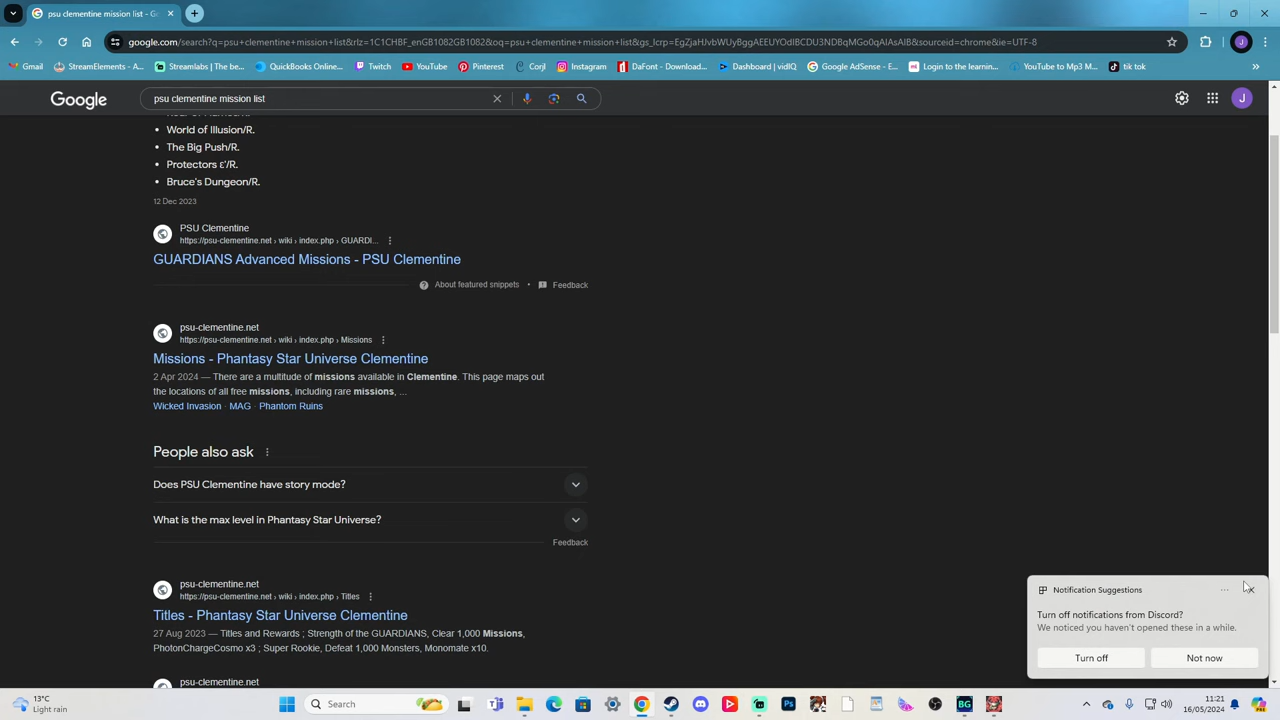 psu clementine mission list - G
google.com/search?q=psu+clementine+mission+list&rlz=1C1CHBF_enGB1082GB1082&oq=psu+clementine+mission+list&gs_lcrp=EgZjaHJvbWUyBggAEEUYOdIBCDU3NDBqMGo0qAIAsAIB&sourceid=chrome&ie=UTF-8
Gmail
StreamElements - A...
Streamlabs | The be...
QuickBooks Online...
Twitch
YouTube
Pinterest
Corjl
Instagram
DaFont - Download...
Dashboard | vidIQ
Google AdSense - E...
Login to the learnin...
YouTube to Mp3 M...
tik tok
Google
psu clementine mission list
J
• World of Illusion/R.
• The Big Push/R.
• Protectors ε'/R.
• Bruce's Dungeon/R.
12 Dec 2023
PSU Clementine
https://psu-clementine.net › wiki › index.php › GUARDI...
GUARDIANS Advanced Missions - PSU Clementine
About featured snippets • Feedback
psu-clementine.net
https://psu-clementine.net › wiki › index.php › Missions
Missions - Phantasy Star Universe Clementine
2 Apr 2024 — There are a multitude of missions available in Clementine. This page maps out
the locations of all free missions, including rare missions, ...
Wicked Invasion · MAG · Phantom Ruins
People also ask
Does PSU Clementine have story mode?
What is the max level in Phantasy Star Universe?
Feedback
psu-clementine.net
https://psu-clementine.net › wiki › index.php › Titles
Titles - Phantasy Star Universe Clementine
27 Aug 2023 — Titles and Rewards ; Strength of the GUARDIANS, Clear 1,000 Missions,
PhotonChargeCosmo x3 ; Super Rookie, Defeat 1,000 Monsters, Monomate x10.
psu-clementine.net
Notification Suggestions
Turn off notifications from Discord?
We noticed you haven't opened these in a while.
Turn off
Not now
13°C
Light rain
Search
11:21
16/05/2024